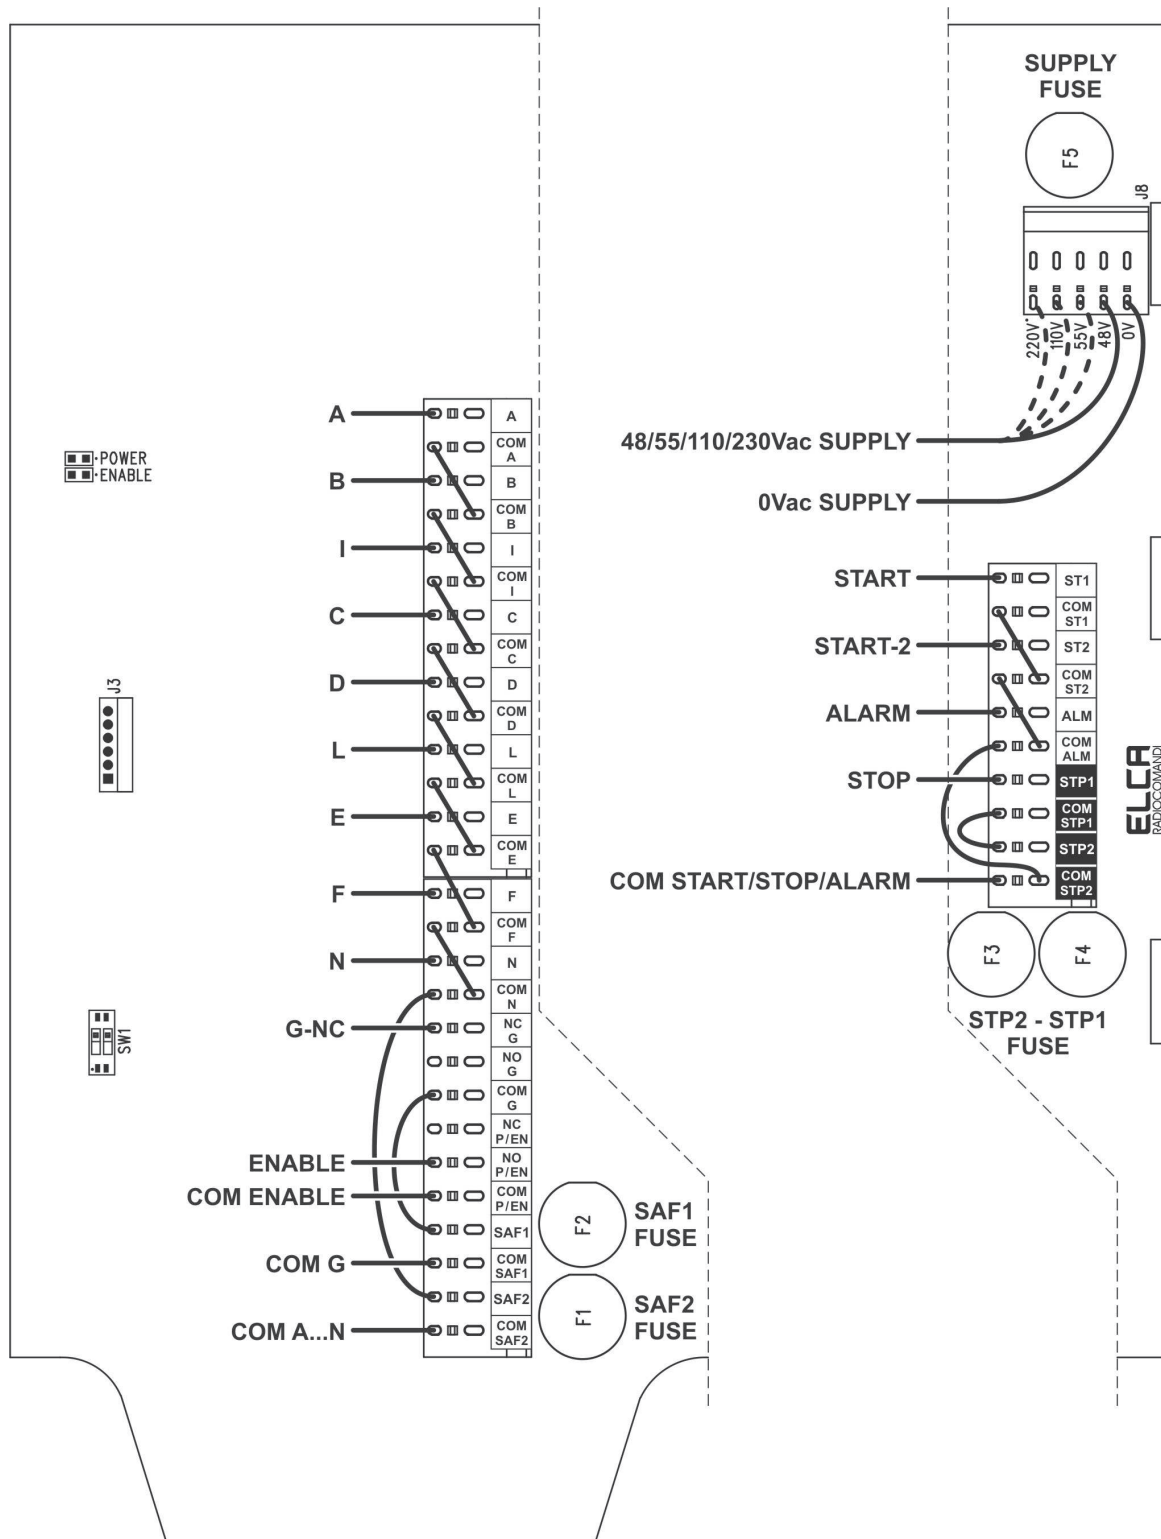 SUPPLY
FUSE
F5
J8
220V*
110V
55V
48V
0V
48/55/110/230Vac SUPPLY
0Vac SUPPLY
POWER
ENABLE
J3
SW1
A
B
I
C
D
L
E
F
N
G-NC
ENABLE
COM ENABLE
COM G
COM A...N
A
COM
A
B
COM
B
I
COM
I
C
COM
C
D
COM
D
L
COM
L
E
COM
E
F
COM
F
N
COM
N
NC
G
NO
G
COM
G
NC
P/EN
NO
P/EN
COM
P/EN
SAF1
COM
SAF1
SAF2
COM
SAF2
F2
SAF1
FUSE
F1
SAF2
FUSE
START
START-2
ALARM
STOP
COM START/STOP/ALARM
ST1
COM
ST1
ST2
COM
ST2
ALM
COM
ALM
STP1
COM
STP1
STP2
COM
STP2
F3
F4
STP2 - STP1
FUSE
ELCA
RADIOCOMANDI